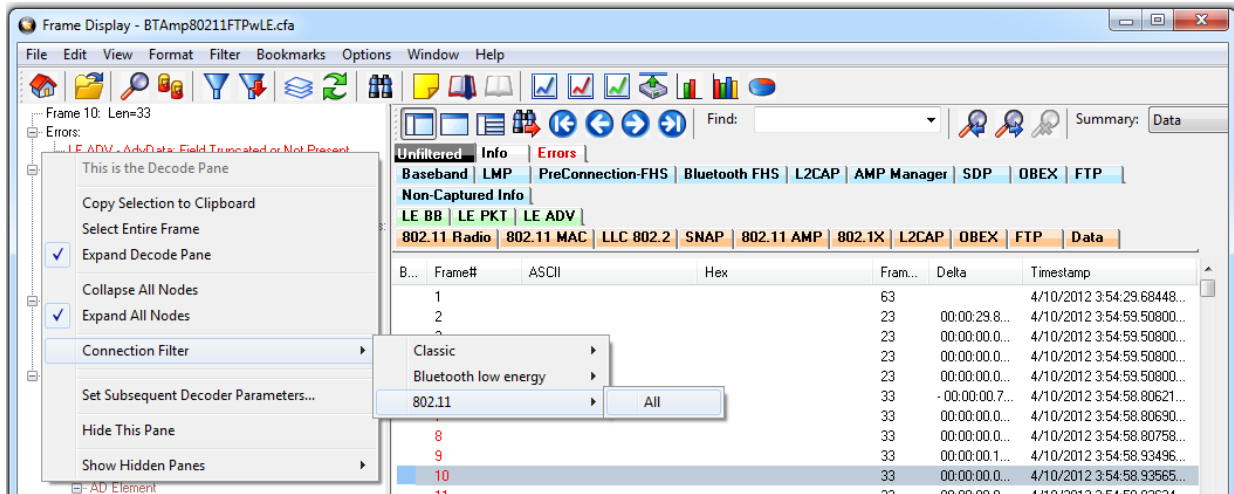 Frame Display - BTAmp80211FTPwLE.cfa
File Edit View Format Filter Bookmarks Options Window Help
Frame 10: Len=33
Errors:
LE ADV - AdvData: Field Truncated or Not Present
This is the Decode Pane
Copy Selection to Clipboard
Select Entire Frame
Expand Decode Pane
Collapse All Nodes
Expand All Nodes
Connection Filter
Set Subsequent Decoder Parameters...
Hide This Pane
Show Hidden Panes
AD Element
Classic
Bluetooth low energy
802.11
All
Find:
Summary: Data
Unfiltered Info Errors
Baseband LMP PreConnection-FHS Bluetooth FHS L2CAP AMP Manager SDP OBEX FTP
Non-Captured Info
LE BB LE PKT LE ADV
802.11 Radio 802.11 MAC LLC 802.2 SNAP 802.11 AMP 802.1X L2CAP OBEX FTP Data
B... Frame# ASCII Hex Fram... Delta Timestamp
1 63 4/10/2012 3:54:29.68448...
2 23 00:00:29.8... 4/10/2012 3:54:59.50800...
23 00:00:00.0... 4/10/2012 3:54:59.50800...
23 00:00:00.0... 4/10/2012 3:54:59.50800...
23 00:00:00.0... 4/10/2012 3:54:59.50800...
33 - 00:00:00.7... 4/10/2012 3:54:58.80621...
33 00:00:00.0... 4/10/2012 3:54:58.80690...
8 33 00:00:00.0... 4/10/2012 3:54:58.80758...
9 33 00:00:00.1... 4/10/2012 3:54:58.93496...
10 33 00:00:00.0... 4/10/2012 3:54:58.93565...